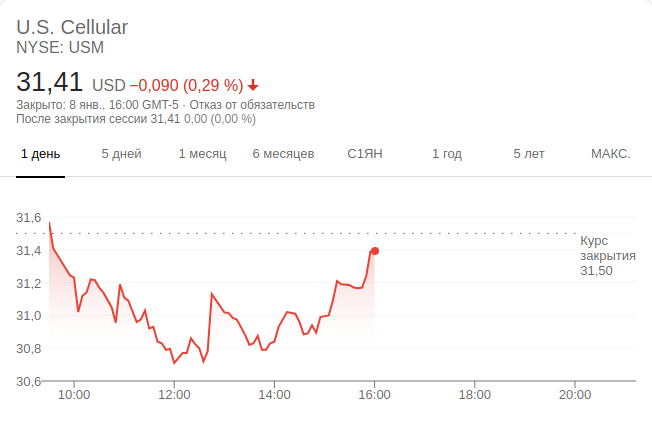 U.S. Cellular
NYSE: USM
31,41 USD −0,090 (0,29 %)
Закрыто: 8 янв., 16:00 GMT-5 · Отказ от обязательств
После закрытия сессии 31,41 0,00 (0,00 %)
1 день 5 дней 1 месяц 6 месяцев С1ЯН 1 год 5 лет МАКС.
31,6
31,4
31,2
31,0
30,8
30,6
Курс
закрытия
31,50
10:00 12:00 14:00 16:00 18:00 20:00